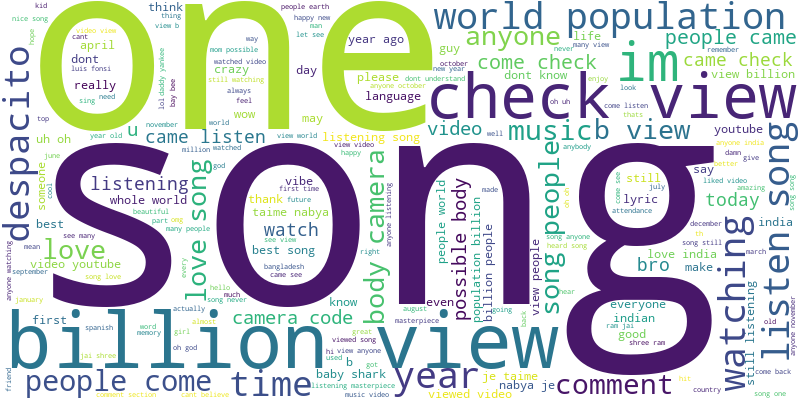 one
song
billion view
check view
world population
people came
came check
view billion
anyone
october
life
come check
guy
im
despacito
people come
time
year
comment
watching
listen song
song people
music
b view
video
youtube
language
please
crazy
day
wow
may
year ago
think
april
dont
really
luis fonsi
kid
nice song
thing
view b
video view
cant
hope
sing
need
way
mom possible
watched video
still watching
always
feel
lol daddy yankee
bay bee
people earth
happy new
man
let see
never
many view
new year
anyone october
dont understand
dont know
remember
enjoy
look
oh uh
come listen
thats
uh oh
u
came listen
listening song
november
world
million
watched
view world
view video
happy
well
anybody
anyone india
damn
better
give
say
still
july
lyric
attendance
come see
liked video
amazing
today
december
th
india
song still
love india
march
bro
make
everyone
indian
good
ram jai
shree ram
song song
still listening
old
anyone november
come back
song one
country
hit
top
year old
june
cool
someone
listening
whole world
beautiful
part
omg
best
many people
see many
love
mean
video youtube
song love
september
january
anyone watching
love song
god
vibe
first time
thank
future
taime nabya
watch
see view
best song
bangladesh
came see
body camera
anyone listening
right
possible body
made
people world
population billion
billion people
view people
oh oh
song anyone
heard song
hear
even
going
back
every
hello
much
song never
know
camera code
actually
almost
august
masterpiece
first
spanish
word
memory
girl
oh god
great
viewed song
hi
view anyone
used
b
got
baby shark
listening masterpiece
music video
viewed video
je taime
nabya je
jai shree
friend
comment section
cant believe